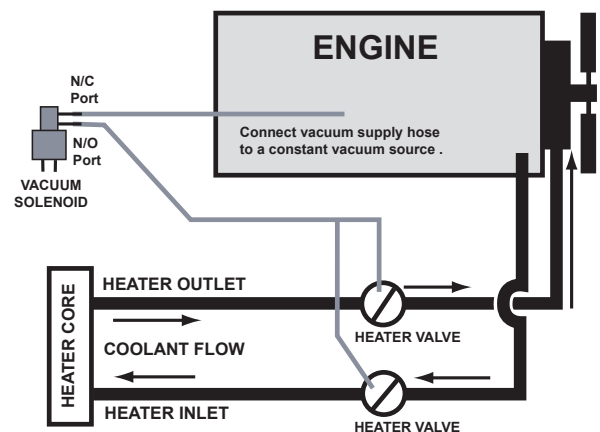 ENGINE
N/C
Port
Connect vacuum supply hose
to a constant vacuum source .
N/O
Port
VACUUM
SOLENOID
HEATER CORE
HEATER OUTLET
HEATER VALVE
COOLANT FLOW
HEATER INLET
HEATER VALVE